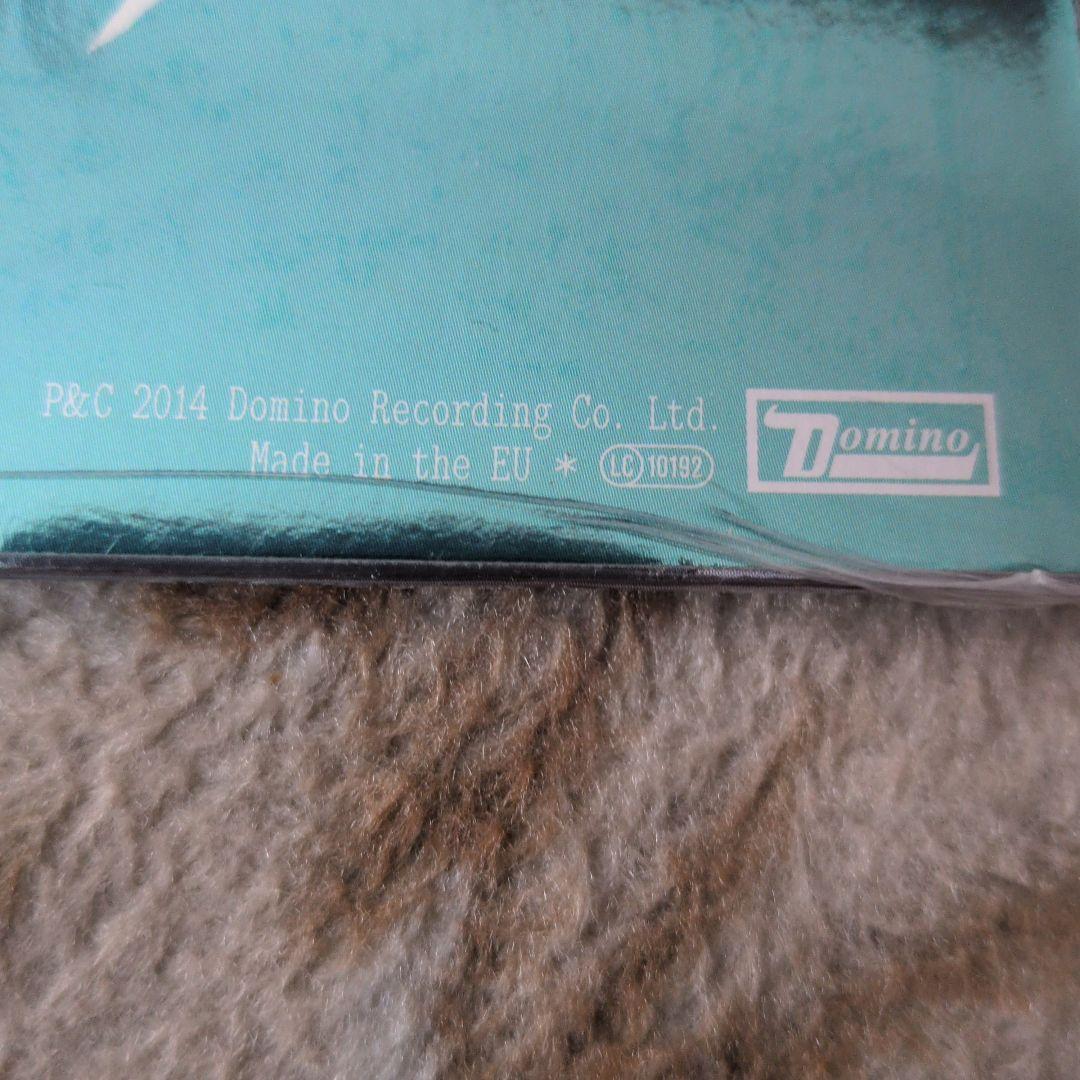 P&C 2014 Domino Recording Co. Ltd.
Made in the EU * LC 10192
Domino